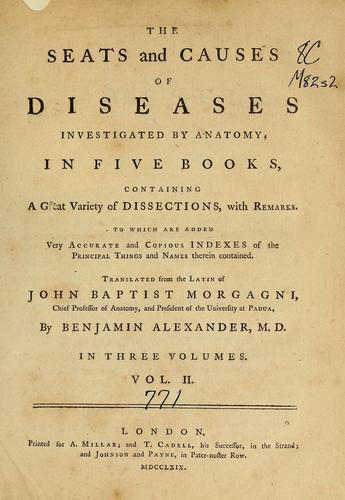 THE
SEATS and CAUSES
OF
DISEASES
INVESTIGATED BY ANATOMY;
IN FIVE BOOKS,
CONTAINING
A Great Variety of DISSECTIONS, with REMARKS.
TO WHICH ARE ADDED
Very ACCURATE and COPIOUS INDEXES of the
PRINCIPAL THINGS and NAMES therein contained.
TRANSLATED from the LATIN of
JOHN BAPTIST MORGAGNI,
Chief Professor of Anatomy, and President of the University at PADUA,
By BENJAMIN ALEXANDER, M. D.
IN THREE VOLUMES.
VOL. II.
771
LONDON,
Printed for A. MILLAR; and T. CADELL, his Successor, in the Strand;
and JOHNSON and PAYNE, in Pater-noster Row.
MDCCLXIX.
M82s2